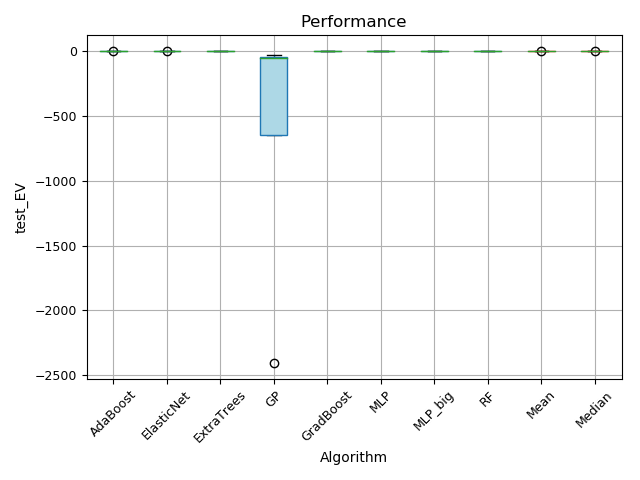 Performance
0
−500
−1000
−1500
−2000
−2500
test_EV
AdaBoost
ElasticNet
ExtraTrees
GP
GradBoost
MLP
MLP_big
RF
Mean
Median
Algorithm